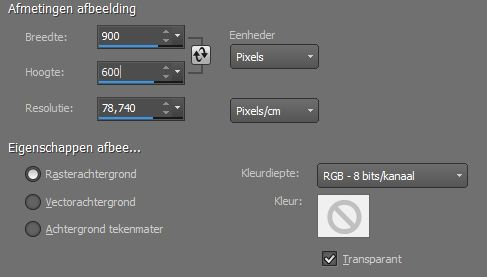 Afmetingen afbeelding
Breedte: 900 Eenheder
Hoogte: 600 Pixels
Resolutie: 78,740 Pixels/cm
Eigenschappen afbee...
Rasterachtergrond Kleurdiepte: RGB - 8 bits/kanaal
Vectorachtergrond Kleur:
Achtergrond tekenmater
Transparant